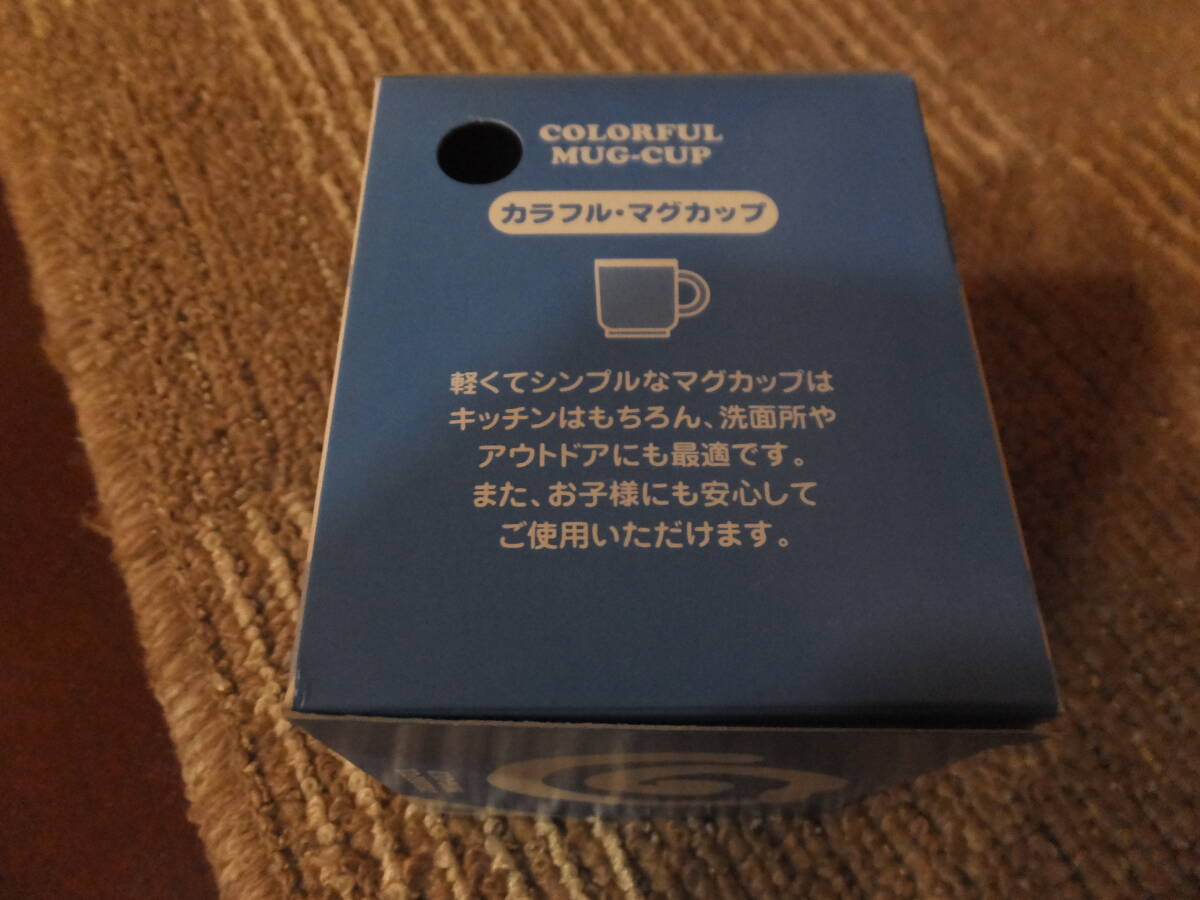 COLORFUL
MUG-CUP
カラフル・マグカップ
軽くてシンプルなマグカップは
キッチンはもちろん、洗面所や
アウトドアにも最適です。
また、お子様にも安心して
ご使用いただけます。